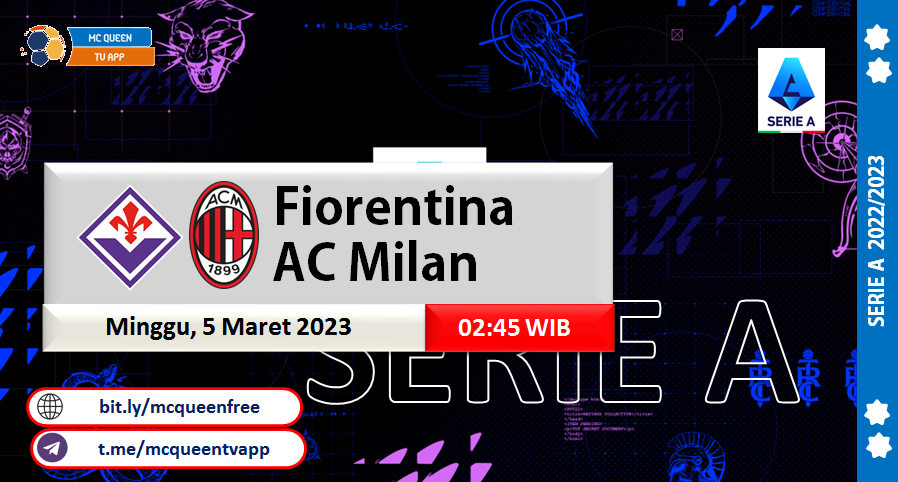 MC QUEEN
TV APP
SERIE A
SERIE A 2022/2023
ACM
1899
Fiorentina
AC Milan
Minggu, 5 Maret 2023
02:45 WIB
SERIE A
bit.ly/mcqueenfree
t.me/mcqueentvapp